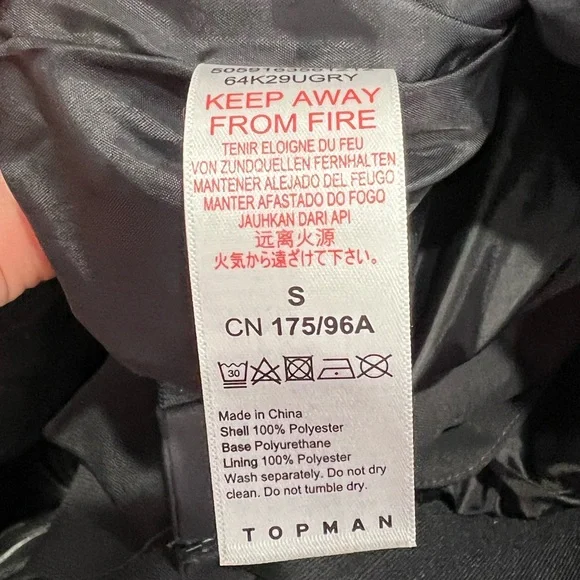 64K29UGRY
KEEP AWAY
FROM FIRE
TENIR ELOIGNE DU FEU
VON ZUNDQUELLEN FERNHALTEN
MANTENER ALEJADO DEL FEUGO
MANTER AFASTADO DO FOGO
JAUHKAN DARI API
远离火源
火気から遠ざけて下さい。
S
CN 175/96A
30
Made in China
Shell 100% Polyester
Base Polyurethane
Lining 100% Polyester
Wash separately. Do not dry
clean. Do not tumble dry.
TOPMAN